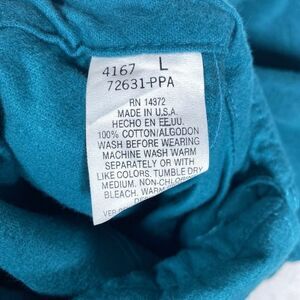 4167 L
72631-PPA
RN 14372
MADE IN U.S.A.
HECHO EN EE.UU.
100% COTTON/ALGODON
WASH BEFORE WEARING
MACHINE WASH WARM
SEPARATELY OR WITH
LIKE COLORS. TUMBLE DRY
MEDIUM. NON-CHLOR
BLEACH. WARM